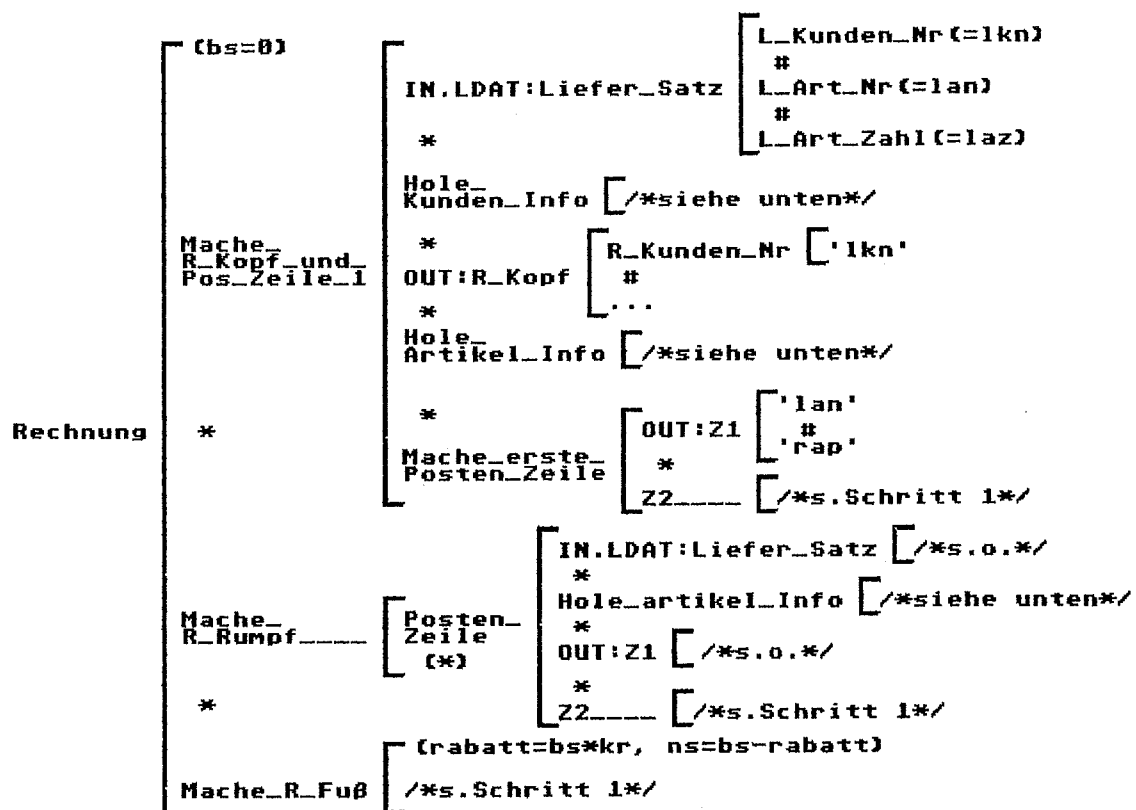 (bs=0)
L_Kunden_Nr(=lkn)
#
IN.LDAT:Liefer_Satz
L_Art_Nr(=lan)
#
*
L_Art_Zahl(=laz)
Hole_
Kunden_Info /*siehe unten*/
Mache_
R_Kopf_und_
Pos_Zeile_1
*
R_Kunden_Nr 'lkn'
OUT:R_Kopf
#
...
*
Hole_
Artikel_Info /*siehe unten*/
*
'lan'
Rechnung
*
OUT:Z1
#
'rap'
Mache_erste_
Posten_Zeile
*
Z2____ /*s.Schritt 1*/
IN.LDAT:Liefer_Satz /*s.o.*/
*
Hole_artikel_Info /*siehe unten*/
Mache_
R_Rumpf____
Posten_
Zeile
(*)
*
OUT:Z1 /*s.o.*/
*
*
Z2____ /*s.Schritt 1*/
(rabatt=bs*kr, ns=bs-rabatt)
Mache_R_Fuß /*s.Schritt 1*/